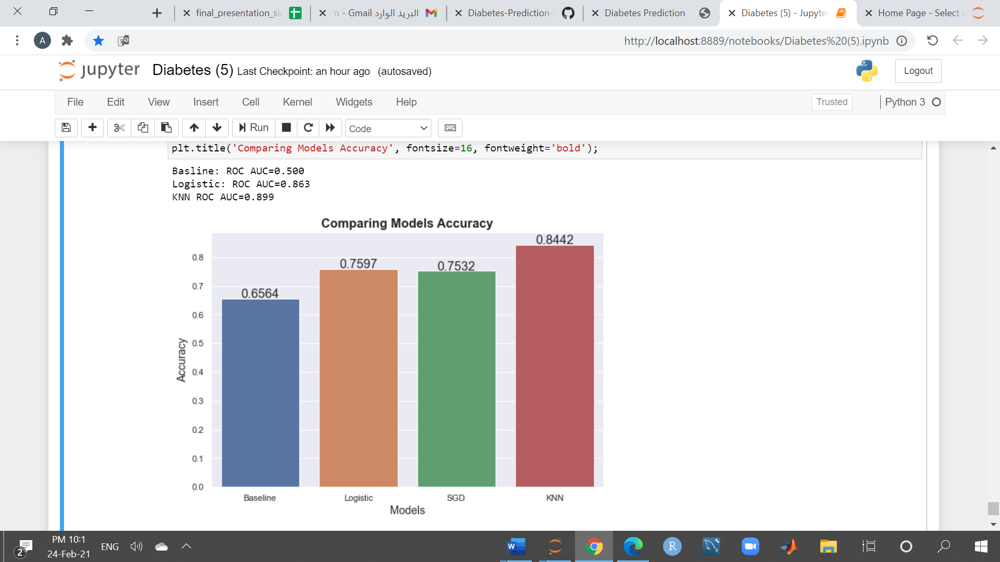 final_presentation_si
m - Gmail البريد الوارد
Diabetes-Prediction-
Diabetes Prediction
Diabetes (5) - Jupyte
Home Page - Select
A
http://localhost:8889/notebooks/Diabetes%20(5).ipynb
jupyter Diabetes (5) Last Checkpoint: an hour ago (autosaved)
Logout
File Edit View Insert Cell Kernel Widgets Help
Trusted
Python 3
Run
Code
plt.title('Comparing Models Accuracy', fontsize=16, fontweight='bold');
Basline: ROC AUC=0.500
Logistic: ROC AUC=0.863
KNN ROC AUC=0.899
Comparing Models Accuracy
0.8442
0.7597
0.7532
0.6564
0.8
0.7
0.6
0.5
0.4
0.3
0.2
0.1
0.0
Accuracy
Baseline Logistic SGD KNN
Models
2
PM 10:1
24-Feb-21
ENG
W
R